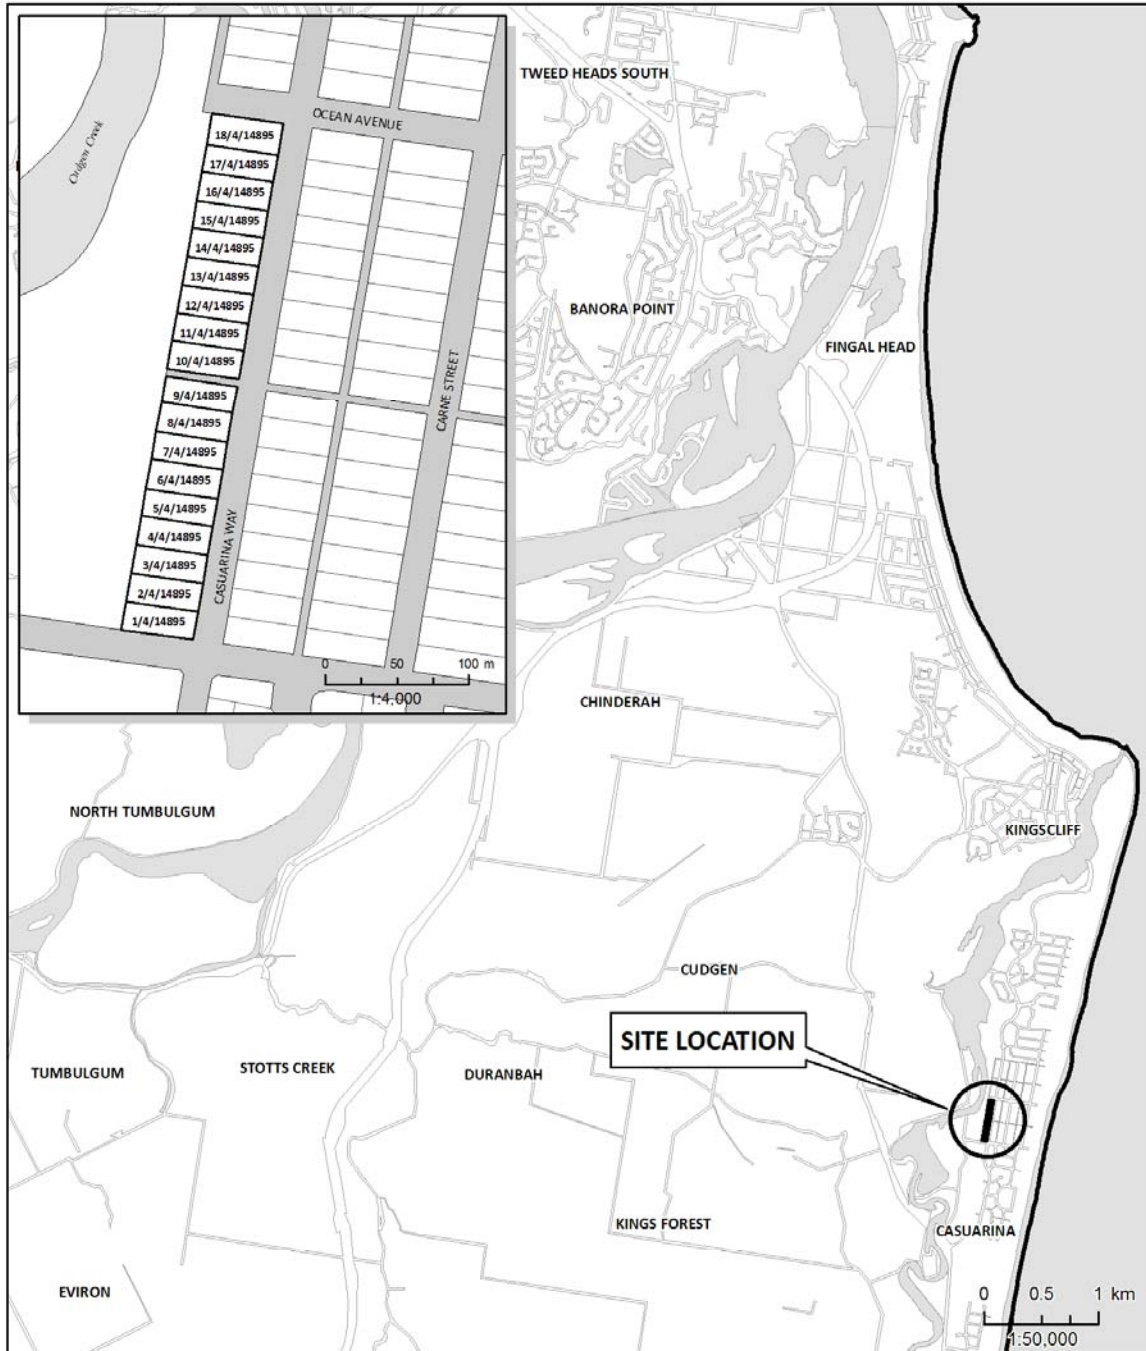 TWEED HEADS SOUTH
OCEAN AVENUE
Cudgen Creek
18/4/14895
17/4/14895
16/4/14895
15/4/14895
14/4/14895
13/4/14895
12/4/14895
11/4/14895
10/4/14895
9/4/14895
8/4/14895
7/4/14895
6/4/14895
5/4/14895
4/4/14895
3/4/14895
2/4/14895
1/4/14895
CASUARINA WAY
CARNE STREET
0 50 100 m
1:4,000
BANORA POINT
FINGAL HEAD
CHINDERAH
NORTH TUMBULGUM
KINGSCLIFF
CUDGEN
SITE LOCATION
TUMBULGUM
STOTTS CREEK
DURANBAH
KINGS FOREST
CASUARINA
EVIRON
0 0.5 1 km
1:50,000